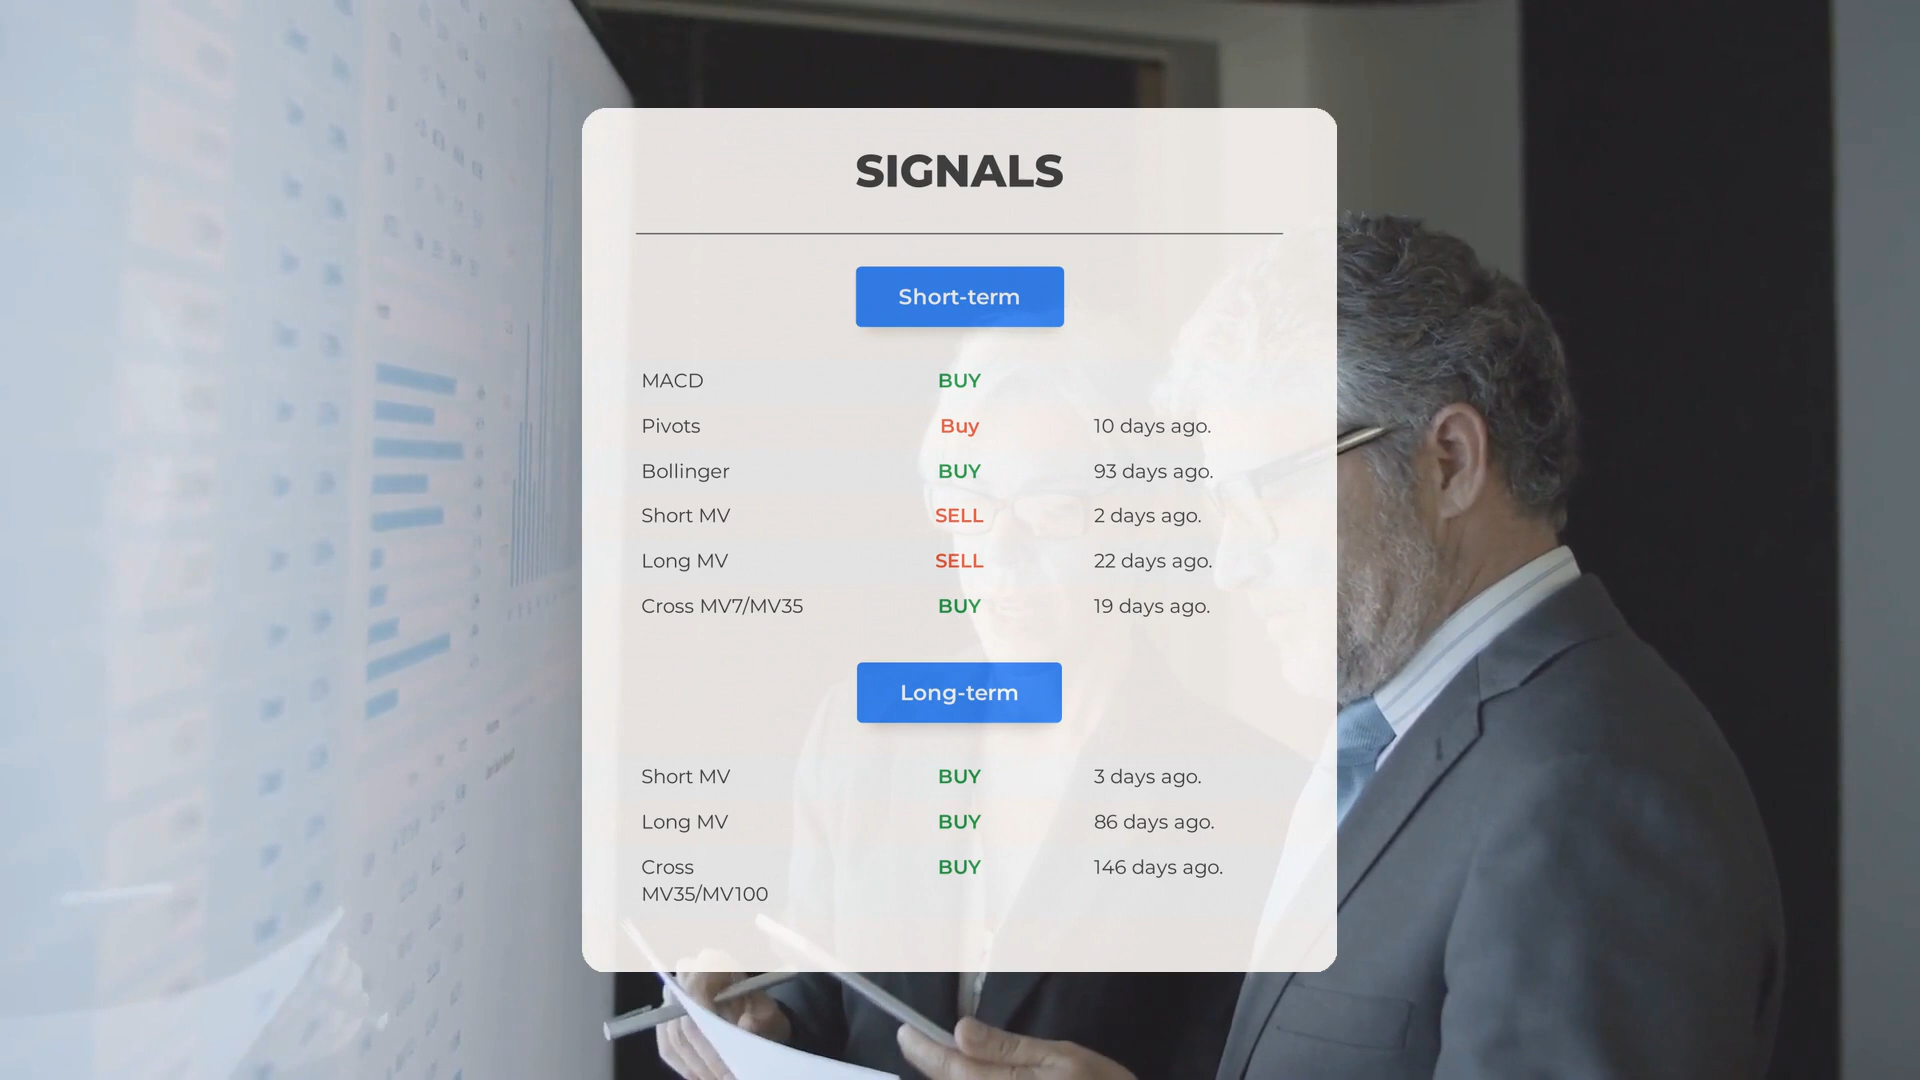 SIGNALS
Short-term
MACD BUY
Pivots Buy 10 days ago.
Bollinger BUY 93 days ago.
Short MV SELL 2 days ago.
Long MV SELL 22 days ago.
Cross MV7/MV35 BUY 19 days ago.
Long-term
Short MV BUY 3 days ago.
Long MV BUY 86 days ago.
Cross BUY 146 days ago.
MV35/MV100